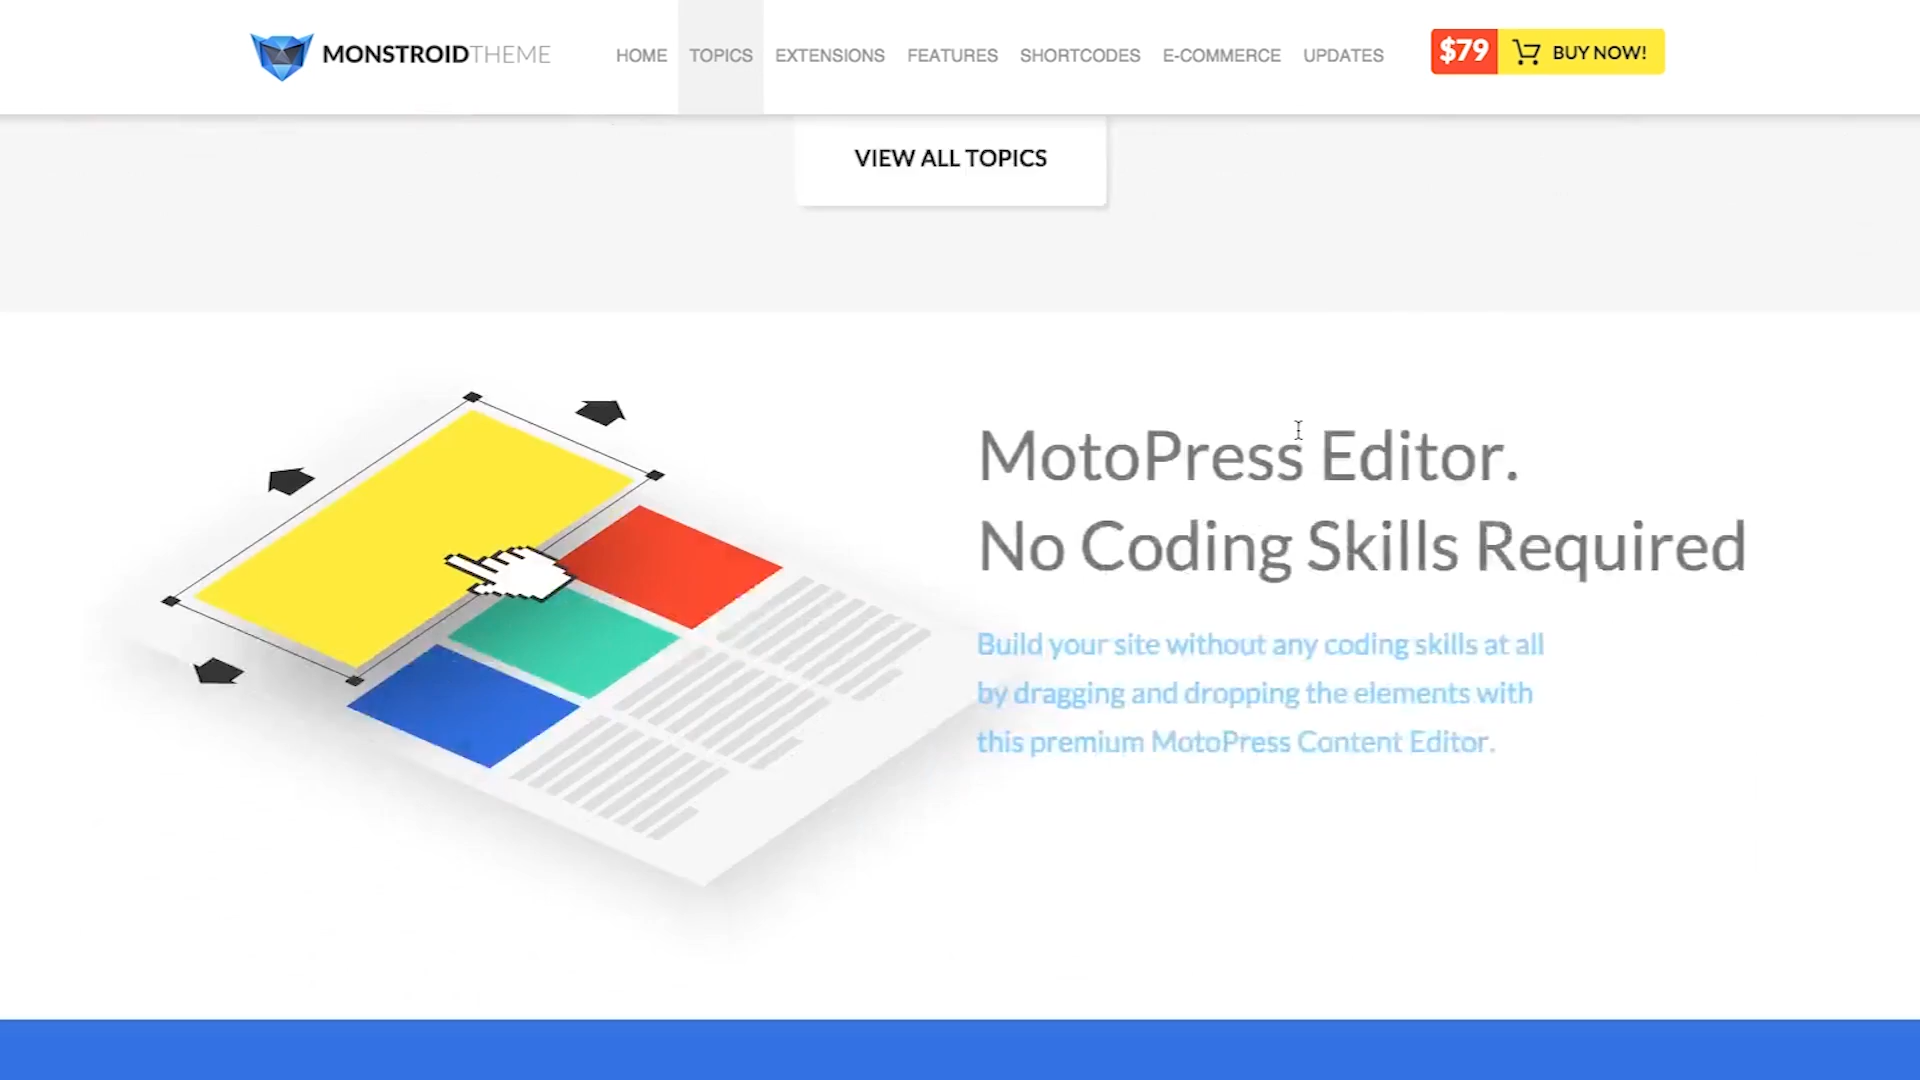 MONSTROIDTHEME
HOME TOPICS EXTENSIONS FEATURES SHORTCODES E-COMMERCE UPDATES
$79 BUY NOW!
VIEW ALL TOPICS
MotoPress Editor.
No Coding Skills Required
Build your site without any coding skills at all
by dragging and dropping the elements with
this premium MotoPress Content Editor.